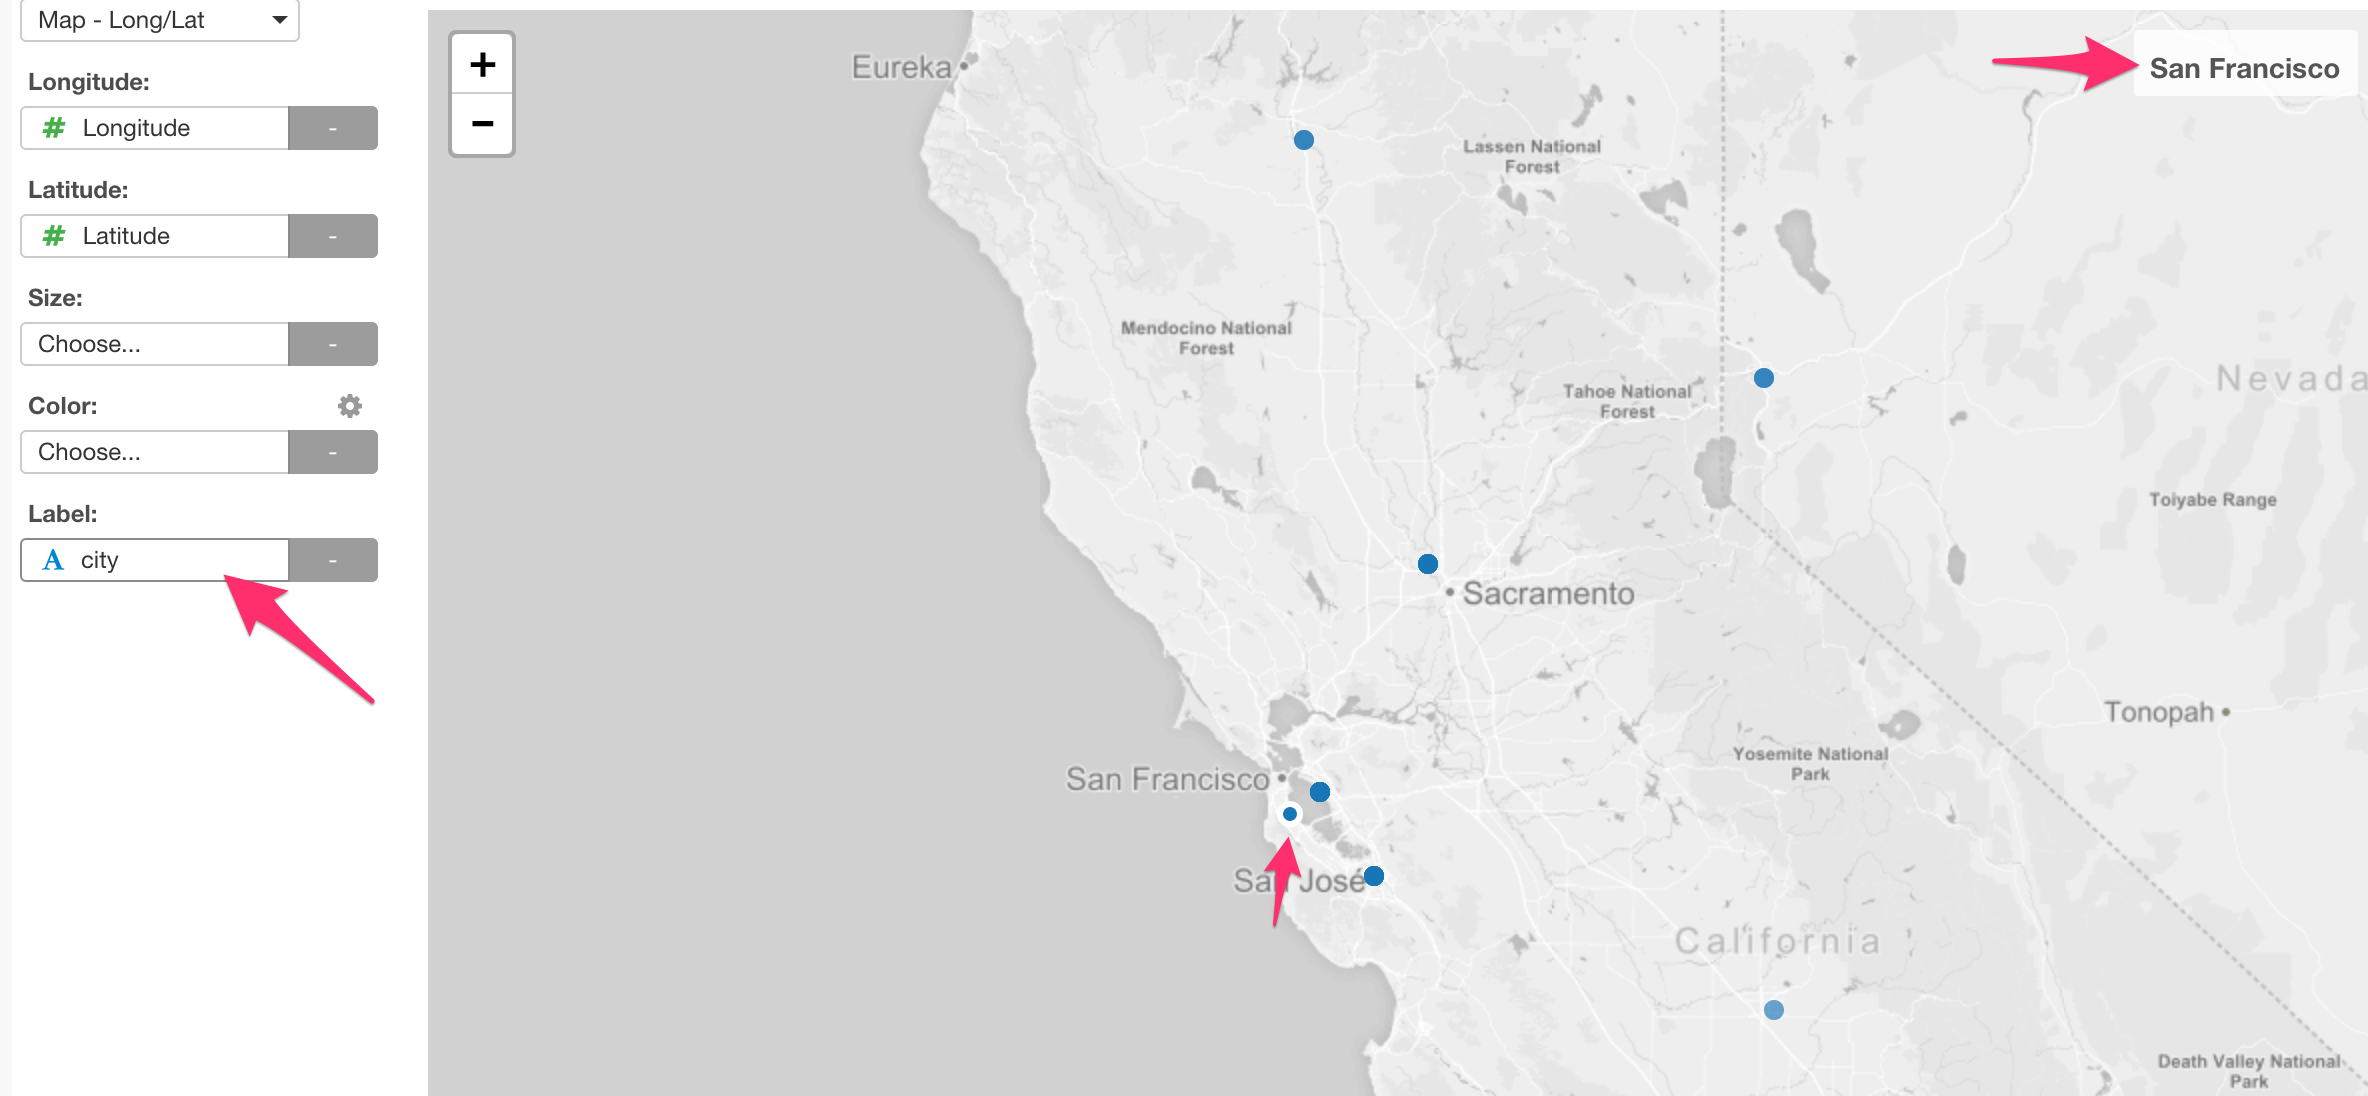 Map - Long/Lat
Longitude:
# Longitude -
Latitude:
# Latitude -
Size:
Choose... -
Color:
Choose... -
Label:
A city -
+
−
San Francisco
Eureka
Lassen National
Forest
Mendocino National
Forest
Nevada
Tahoe National
Forest
Toiyabe Range
Sacramento
Tonopah
Yosemite National
Park
San Francisco
San José
California
Death Valley National
Park